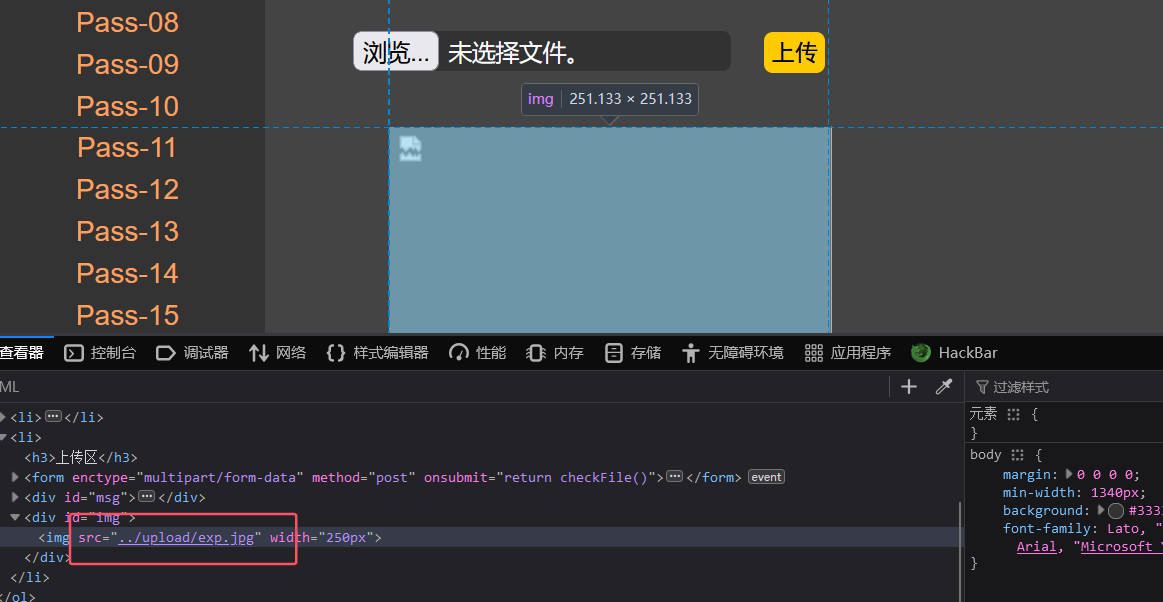 Pass-08
Pass-09
Pass-10
Pass-11
Pass-12
Pass-13
Pass-14
Pass-15
浏览... 未选择文件。 上传
img 251.133 × 251.133
查看器 控制台 调试器 网络 {} 样式编辑器 性能 内存 存储 无障碍环境 应用程序 HackBar
ML
过滤样式
<li></li>
<li>
<h3>上传区</h3>
<form enctype="multipart/form-data" method="post" onsubmit="return checkFile()"></form> event
<div id="msg"></div>
<div id="img">
<img src="../upload/exp.jpg" width="250px">
</div>
</li>
</ol>
元素 {
}
body {
margin: 0 0 0 0;
min-width: 1340px;
background: #333
font-family: Lato, "
Arial, "Microsoft
}